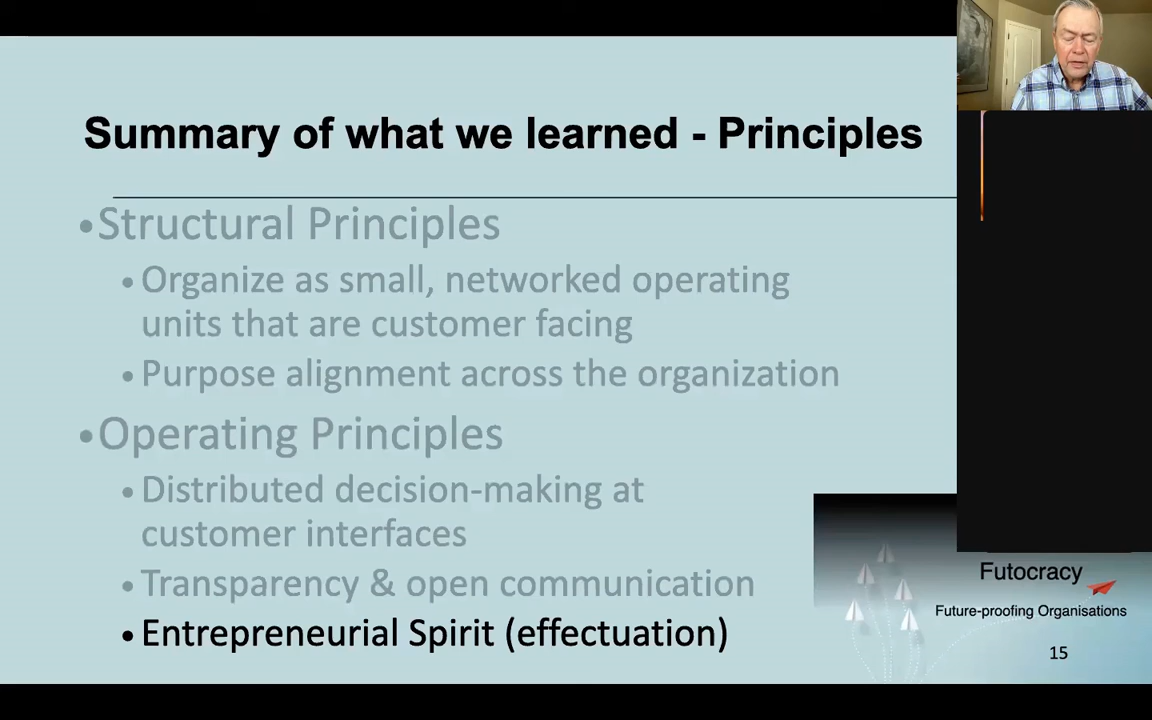 Summary of what we learned - Principles
•Structural Principles
•Organize as small, networked operating
units that are customer facing
•Purpose alignment across the organization
•Operating Principles
•Distributed decision-making at
customer interfaces
•Transparency & open communication
•Entrepreneurial Spirit (effectuation)
Futocracy
Future-proofing Organisations
15